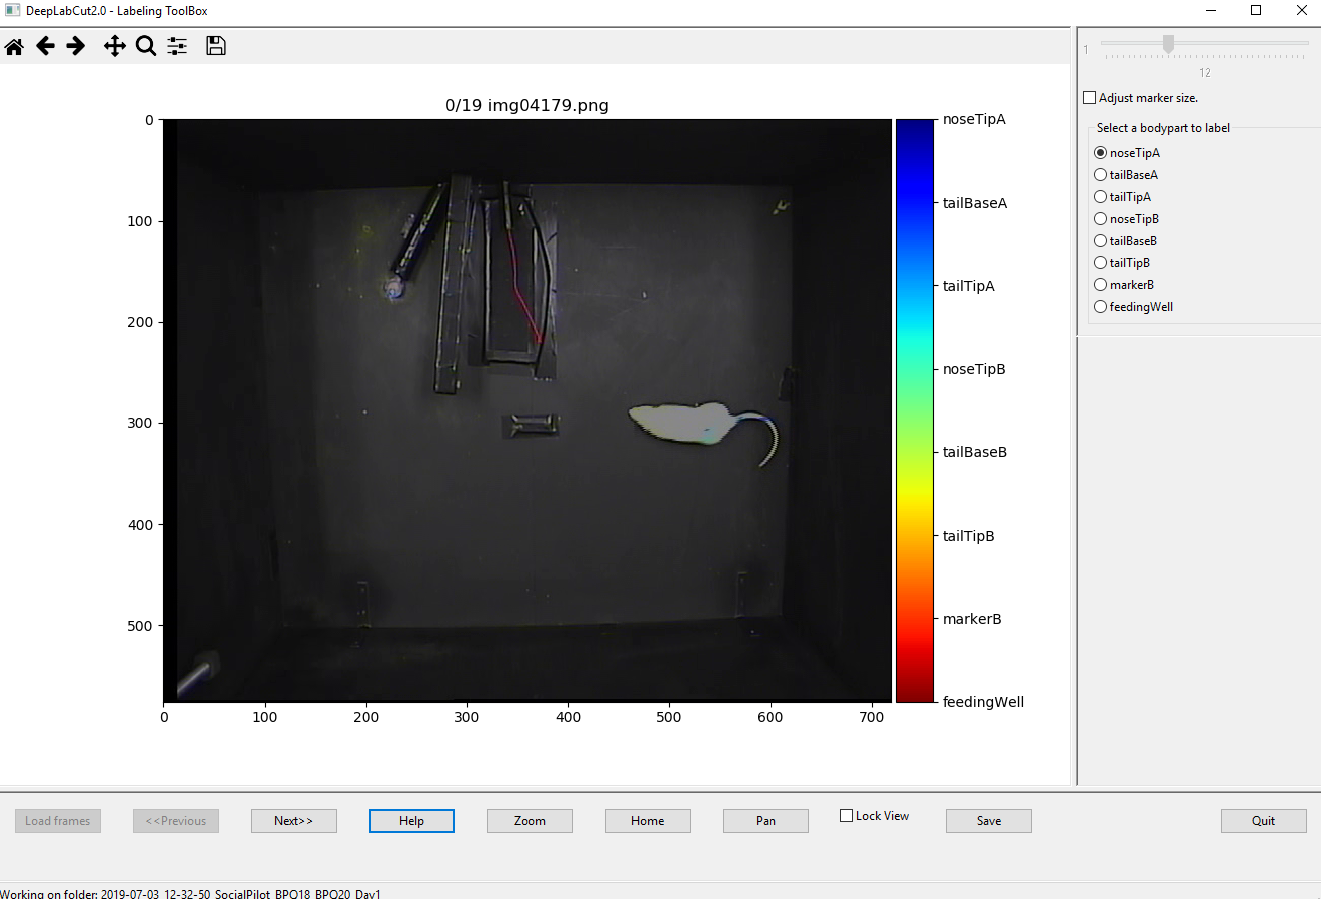 DeepLabCut2.0 - Labeling ToolBox
0/19 img04179.png
0
100
200
300
400
500
0 100 200 300 400 500 600 700
noseTipA
tailBaseA
tailTipA
noseTipB
tailBaseB
tailTipB
markerB
feedingWell
1
12
Adjust marker size.
Select a bodypart to label
noseTipA
tailBaseA
tailTipA
noseTipB
tailBaseB
tailTipB
markerB
feedingWell
Load frames <<Previous Next>> Help Zoom Home Pan Lock View Save Quit
Working on folder: 2019-07-03_12-32-50_SocialPilot_BPO18_BPO20_Day1